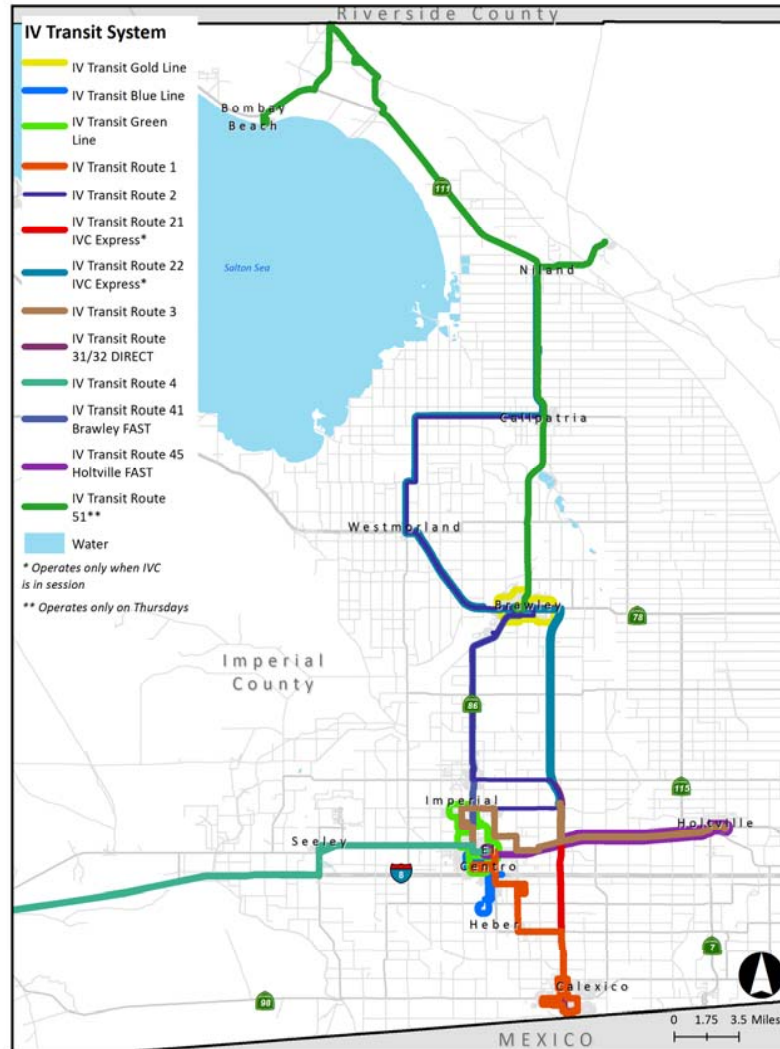 Riverside County
IV Transit System
IV Transit Gold Line
IV Transit Blue Line
IV Transit Green
Line
IV Transit Route 1
IV Transit Route 2
IV Transit Route 21
IVC Express*
IV Transit Route 22
IVC Express*
IV Transit Route 3
IV Transit Route
31/32 DIRECT
IV Transit Route 4
IV Transit Route 41
Brawley FAST
IV Transit Route 45
Holtville FAST
IV Transit Route
51**
Water
* Operates only when IVC
is in session
** Operates only on Thursdays
Bombay
Beach
111
Salton Sea
Niland
Calipatria
Westmorland
Brawley
78
Imperial
County
86
115
Imperial
Holtville
Seeley
El
Centro
8
Heber
7
Calexico
98
0 1.75 3.5 Miles
MEXICO